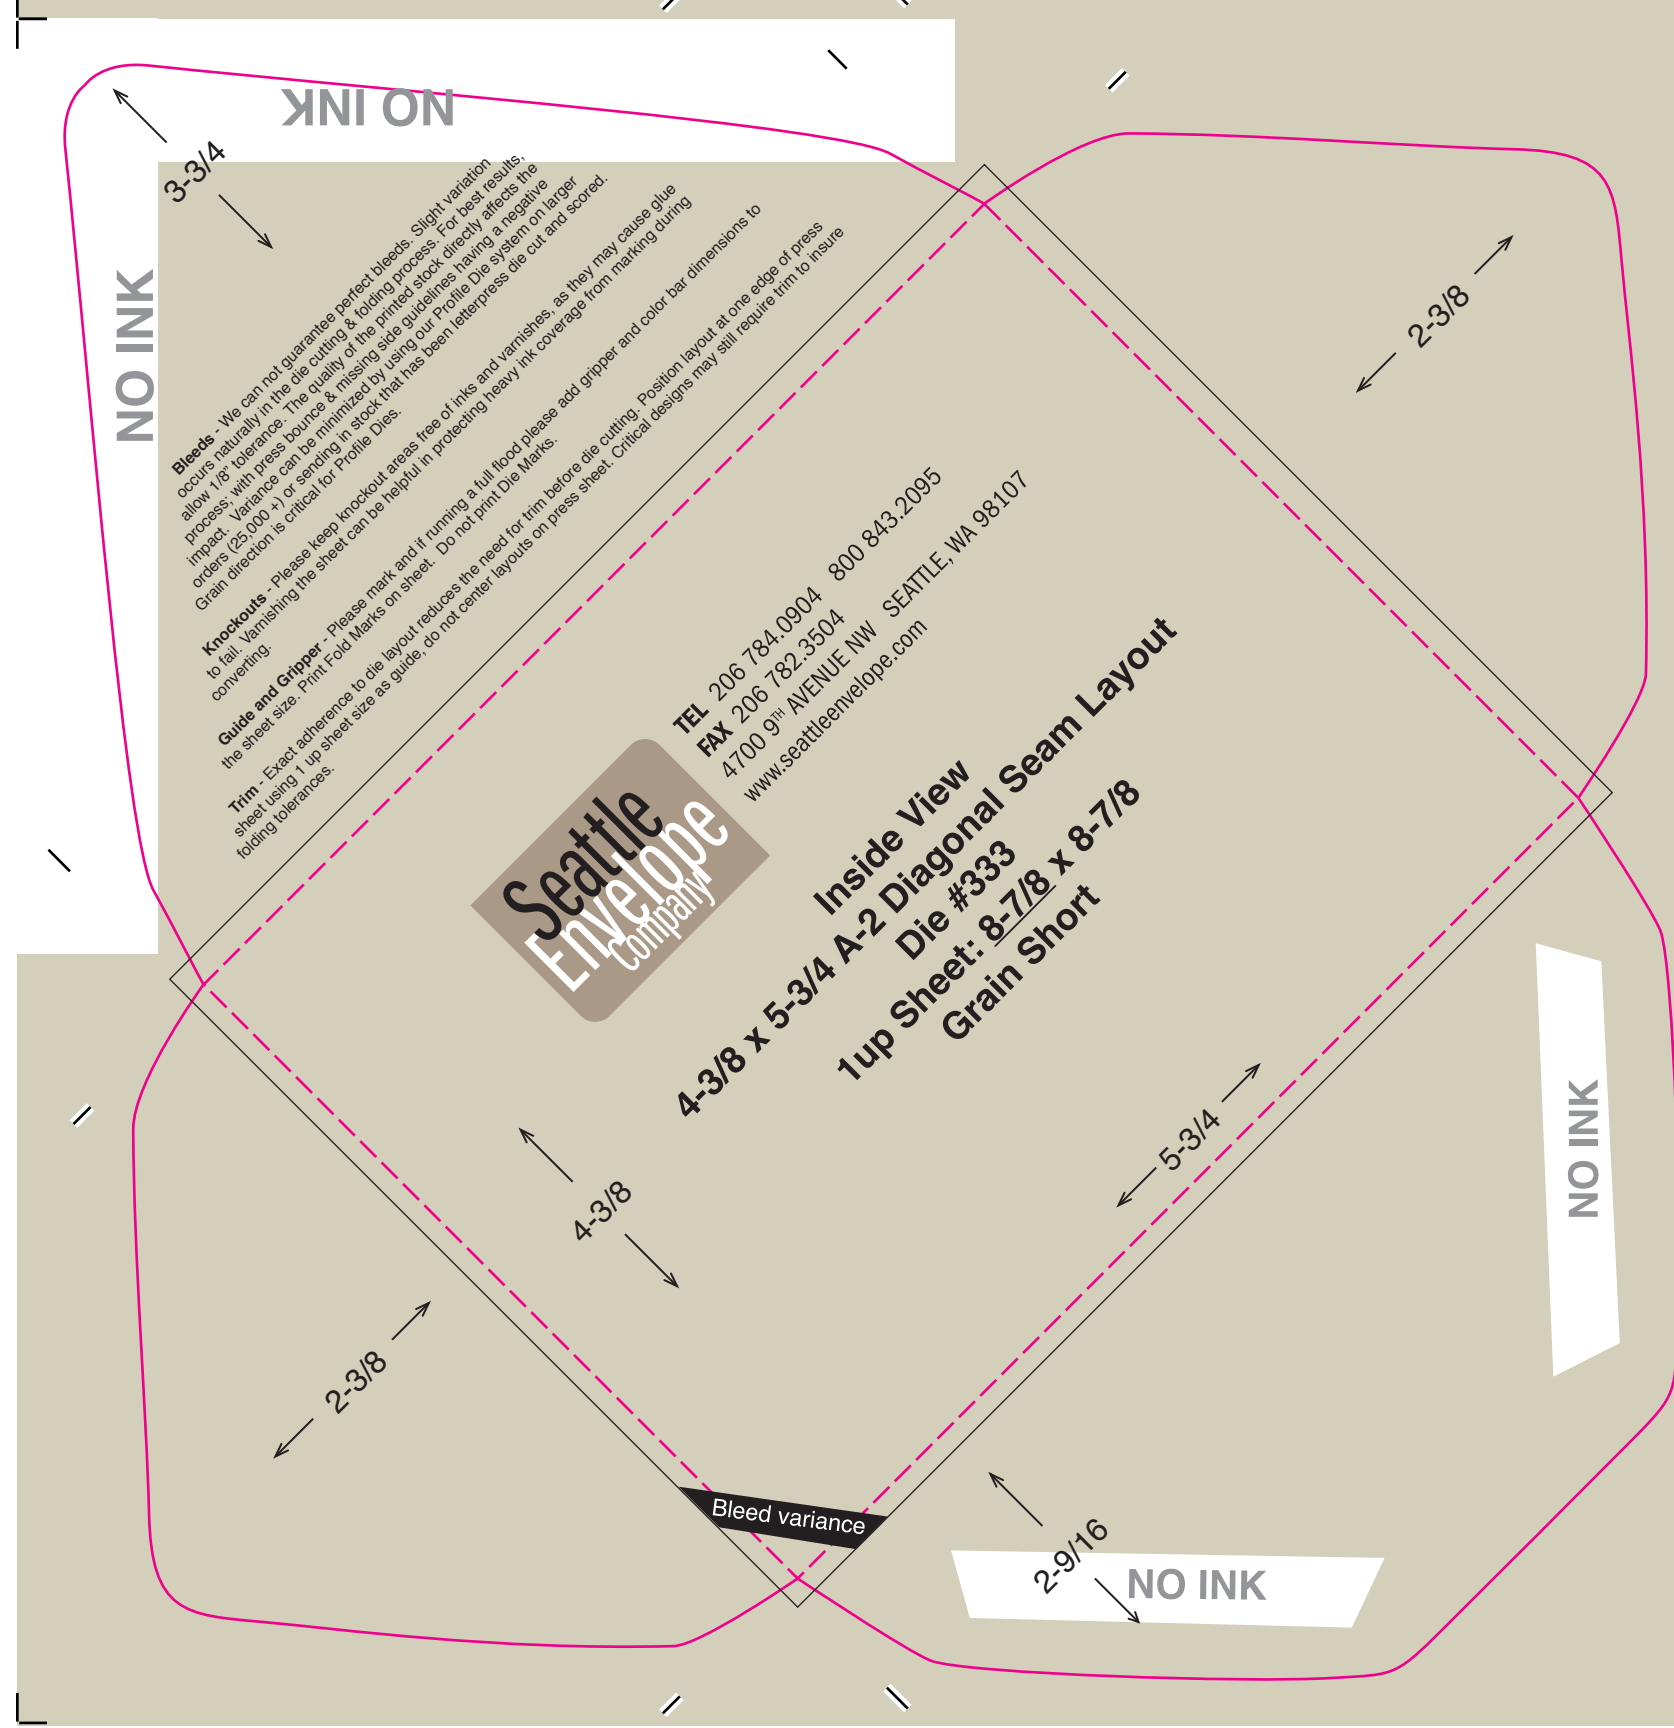 NO INK
3-3/4
NO INK
Bleeds - We can not guarantee perfect bleeds. Slight variation
occurs naturally in the die cutting & folding process. For best results,
allow 1/8" tolerance. The quality of the printed stock directly affects the
process; with press bounce & missing side guidelines having a negative
impact. Variance can be minimized by using our Profile Die system on larger
orders (25,000 +) or sending in stock that has been letterpress die cut and scored.
Grain direction is critical for Profile Dies.
Knockouts - Please keep knockout areas free of inks and varnishes, as they may cause glue
to fail. Varnishing the sheet can be helpful in protecting heavy ink coverage from marking during
converting.
Guide and Gripper - Please mark and if running a full flood please add gripper and color bar dimensions to
the sheet size. Print Fold Marks on sheet. Do not print Die Marks.
Trim - Exact adherence to die layout reduces the need for trim before die cutting. Position layout at one edge of press
sheet using 1 up sheet size as guide, do not center layouts on press sheet. Critical designs may still require trim to insure
folding tolerances.
2-3/8
Seattle
Envelope
Company
TEL 206 784.0904 800 843.2095
FAX 206 782.3504
4700 9TH AVENUE NW SEATTLE, WA 98107
www.seattleenvelope.com
Inside View
4-3/8 x 5-3/4 A-2 Diagonal Seam Layout
Die #333
1up Sheet: 8-7/8 x 8-7/8
Grain Short
4-3/8
5-3/4
NO INK
2-3/8
Bleed variance
2-9/16
NO INK